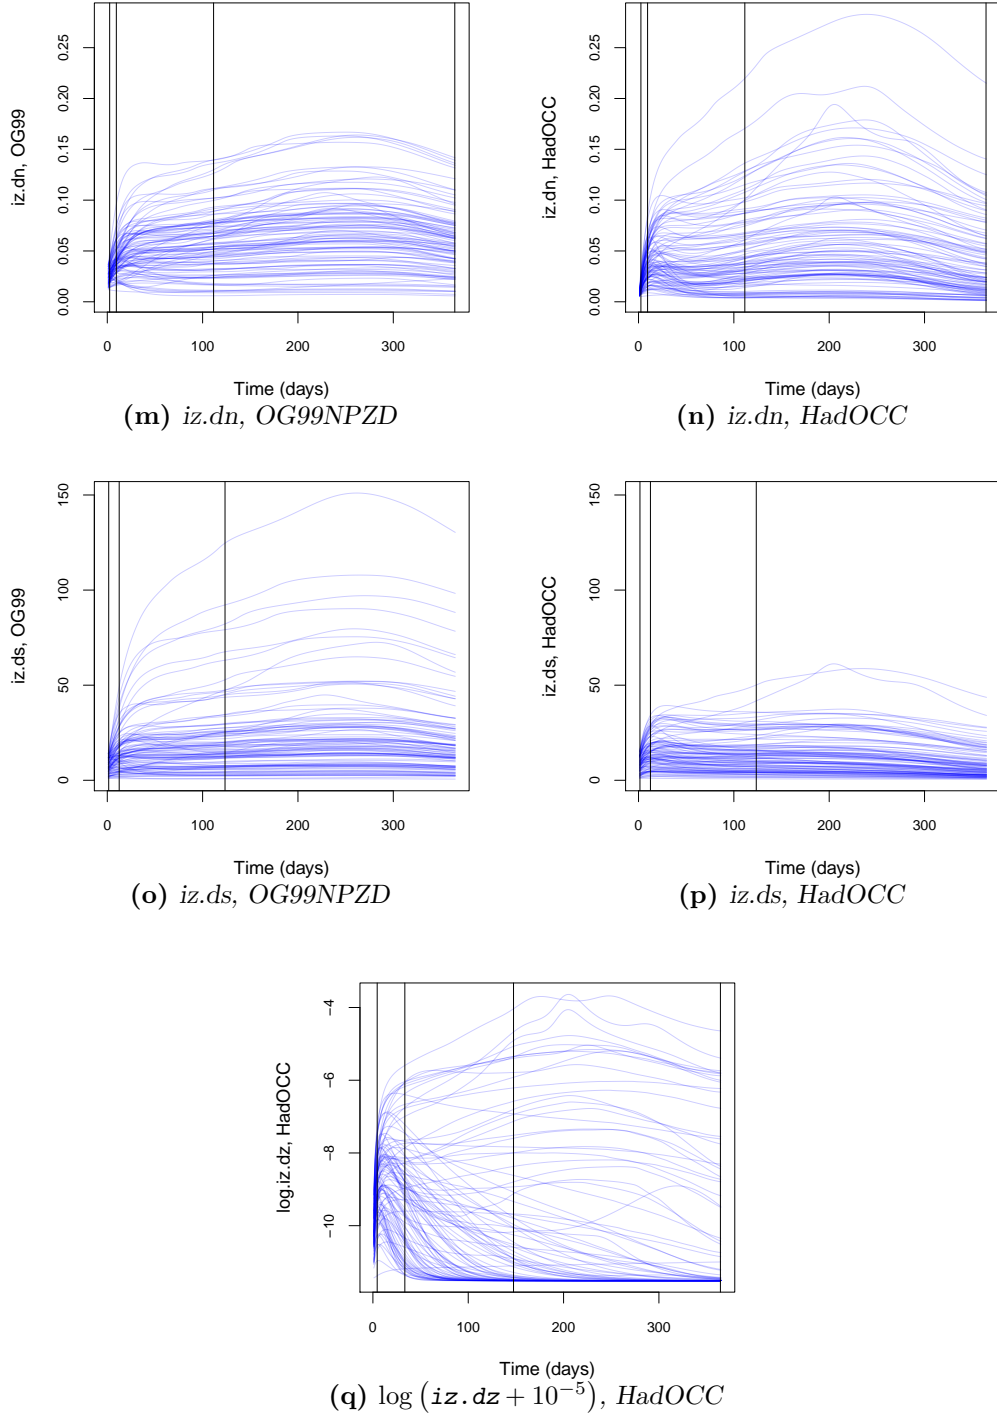 iz.dn, OG99
0.00 0.05 0.10 0.15 0.20 0.25
0 100 200 300
Time (days)
(m) iz.dn, OG99NPZD
iz.dn, HadOCC
0.00 0.05 0.10 0.15 0.20 0.25
0 100 200 300
Time (days)
(n) iz.dn, HadOCC
iz.ds, OG99
0 50 100 150
0 100 200 300
Time (days)
(o) iz.ds, OG99NPZD
iz.ds, HadOCC
0 50 100 150
0 100 200 300
Time (days)
(p) iz.ds, HadOCC
log.iz.dz, HadOCC
−10 −8 −6 −4
0 100 200 300
Time (days)
(q) log (iz.dz + 10⁻⁵), HadOCC